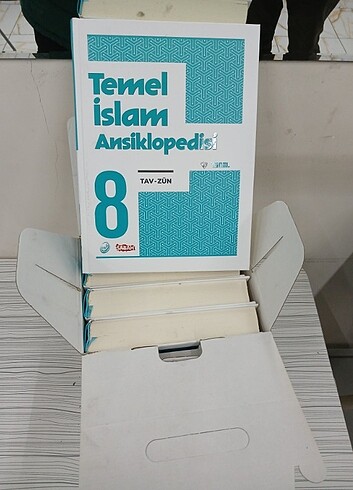 Temel
İslam
Ansiklopedisi
8
TAV-ZÜN